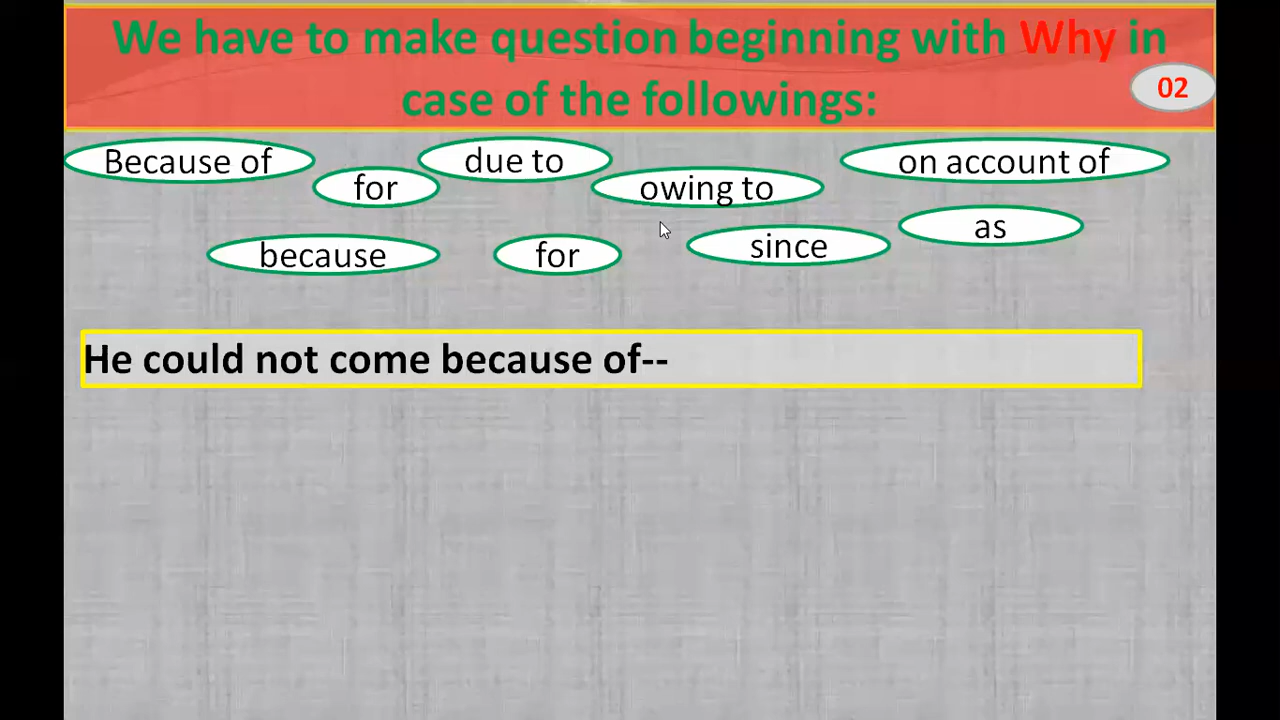 We have to make question beginning with Why in
case of the followings:
02
Because of
for
due to
owing to
on account of
because
for
since
as
He could not come because of--